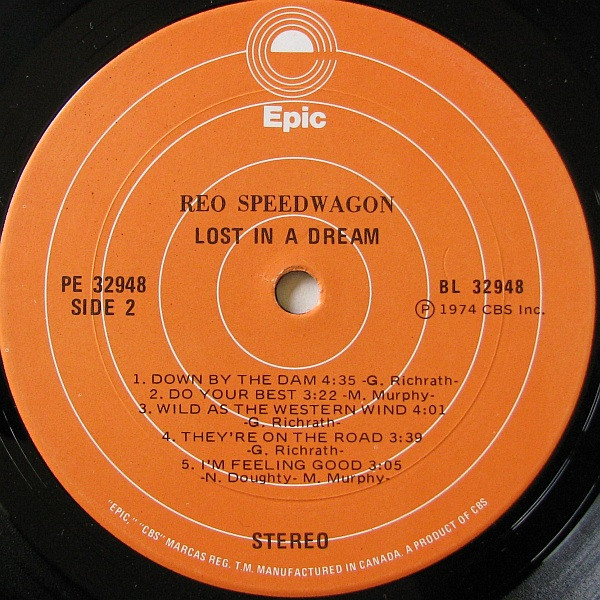 Epic
REO SPEEDWAGON
LOST IN A DREAM
PE 32948
SIDE 2
BL 32948
Ⓟ 1974 CBS Inc.
1. DOWN BY THE DAM 4:35 -G. Richrath-
2. DO YOUR BEST 3:22 -M. Murphy-
3. WILD AS THE WESTERN WIND 4:01
-G. Richrath-
4. THEY'RE ON THE ROAD 3:39
-G. Richrath-
5. I'M FEELING GOOD 3:05
-N. Doughty- M. Murphy-
STEREO
"EPIC," "CBS" MARCAS REG. T.M. MANUFACTURED IN CANADA. A PRODUCT OF CBS